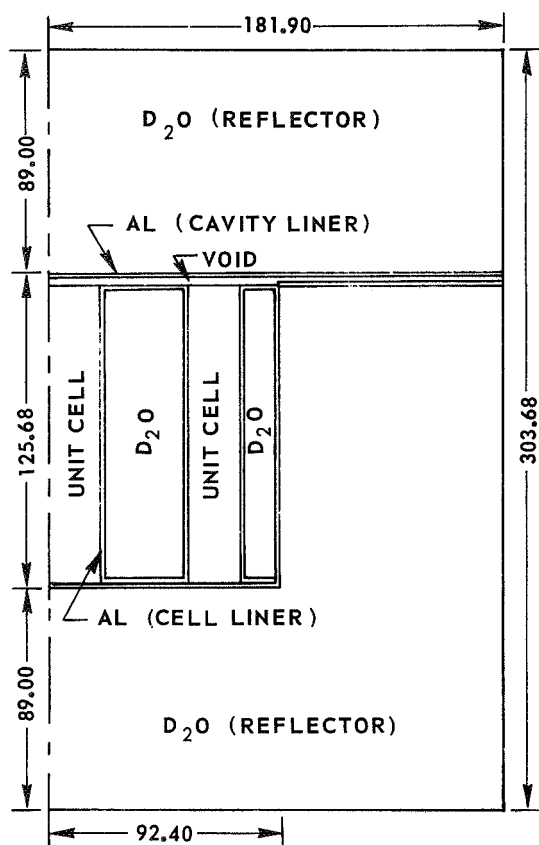 181.90
D2O (REFLECTOR)
89.00
AL (CAVITY LINER)
VOID
125.68
UNIT CELL
D2O
UNIT CELL
D2O
303.68
AL (CELL LINER)
89.00
D2O (REFLECTOR)
92.40